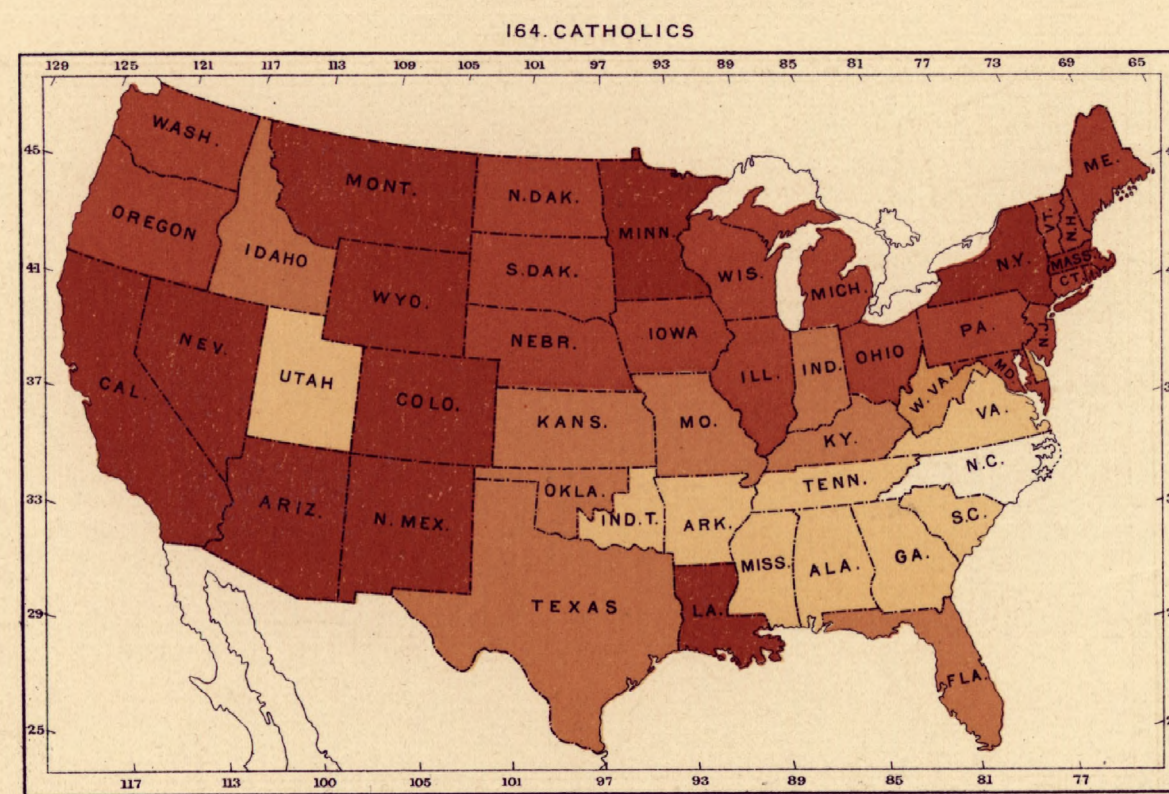 164. CATHOLICS
129 125 121 117 113 109 105 101 97 93 89 85 81 77 73 69 65
45
41
37
33
29
25
WASH.
OREGON
IDAHO
MONT.
WYO.
N. DAK.
S. DAK.
NEBR.
MINN.
IOWA
WIS.
MICH.
ILL.
IND.
OHIO
PA.
N.Y.
VT.
N.H.
ME.
MASS.
CT.
N.J.
MD.
CAL.
NEV.
UTAH
COLO.
ARIZ.
N. MEX.
KANS.
MO.
KY.
W. VA.
VA.
N.C.
TENN.
OKLA.
IND. T.
ARK.
TEXAS
LA.
MISS.
ALA.
GA.
S.C.
FLA.
3
117 113 100 105 101 97 93 89 85 81 77